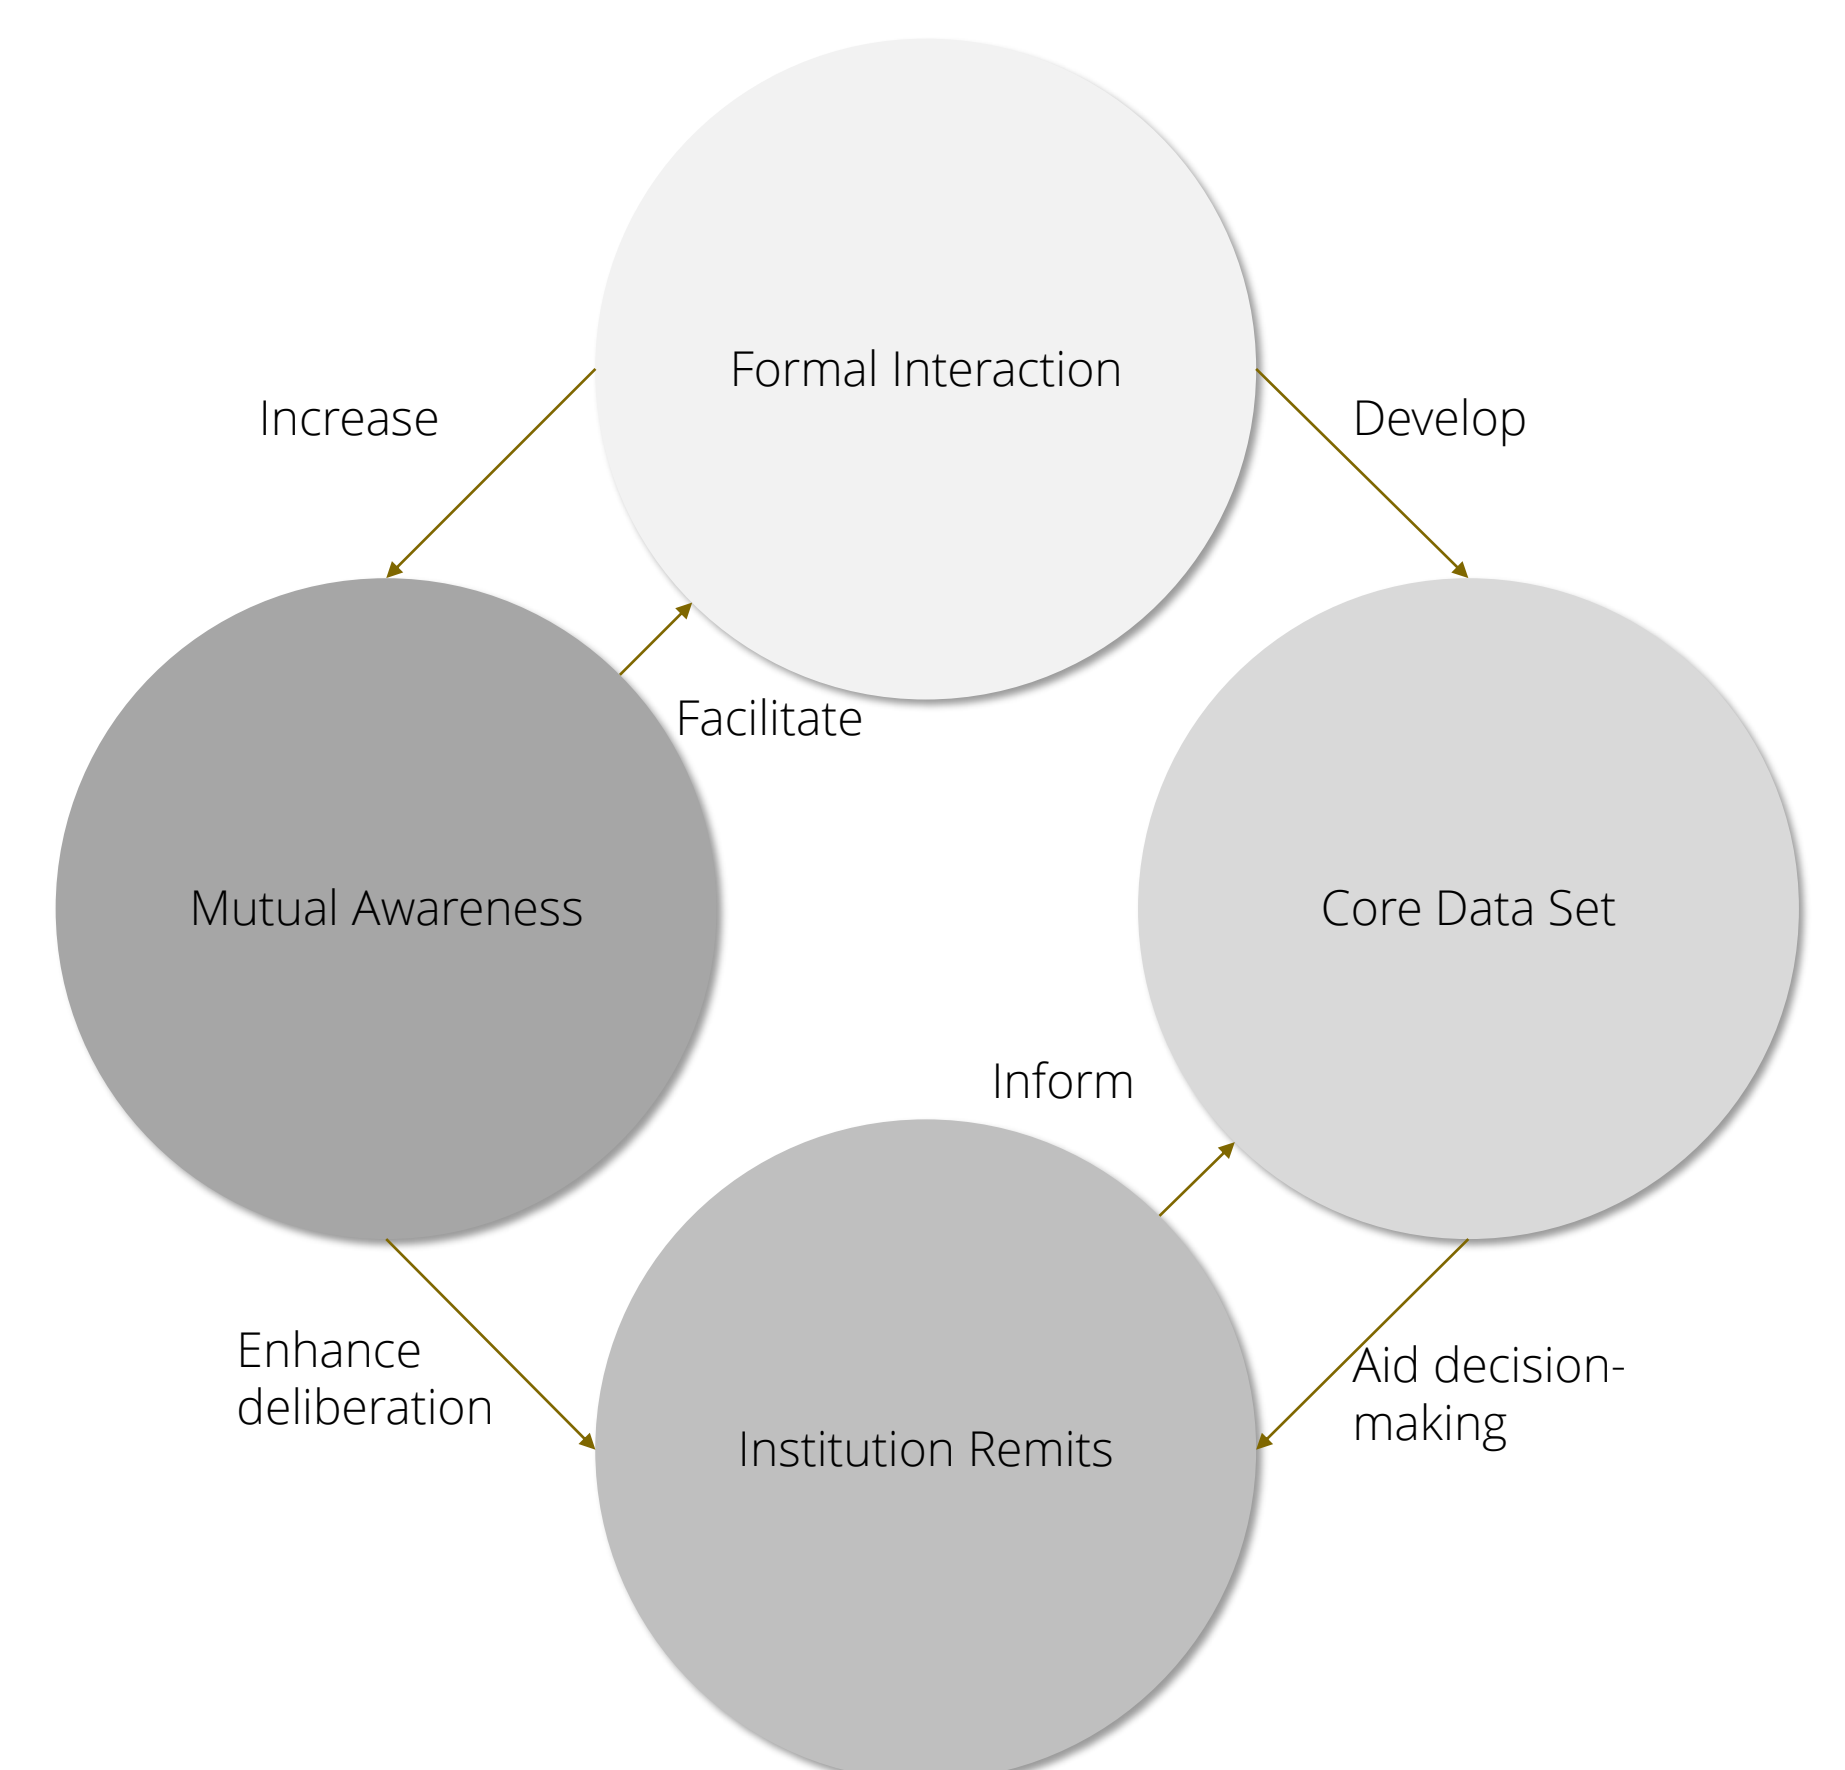 Formal Interaction
Increase
Develop
Facilitate
Mutual Awareness
Core Data Set
Inform
Enhance
deliberation
Aid decision-
making
Institution Remits